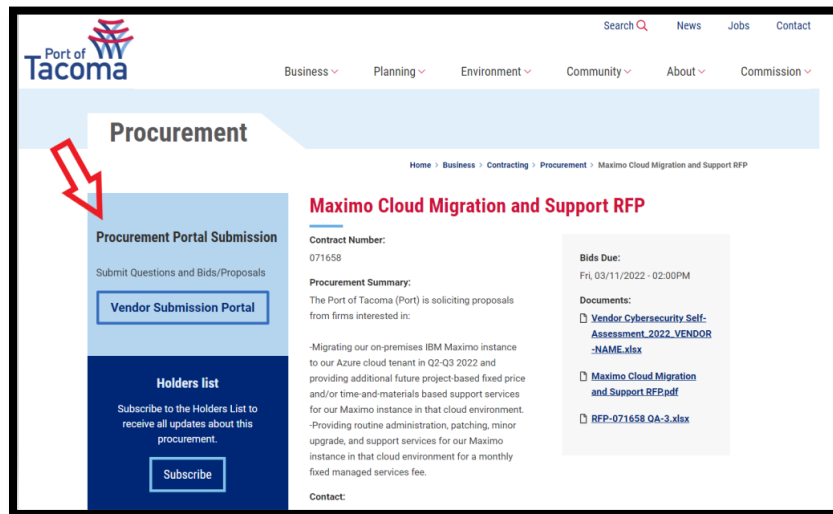 Search
News
Jobs
Contact
Port of
Tacoma
Business
Planning
Environment
Community
About
Commission
Procurement
Home > Business > Contracting > Procurement > Maximo Cloud Migration and Support RFP
Procurement Portal Submission
Submit Questions and Bids/Proposals
Vendor Submission Portal
Holders list
Subscribe to the Holders List to
receive all updates about this
procurement.
Subscribe
Maximo Cloud Migration and Support RFP
Contract Number:
071658
Procurement Summary:
The Port of Tacoma (Port) is soliciting proposals
from firms interested in:
-Migrating our on-premises IBM Maximo instance
to our Azure cloud tenant in Q2-Q3 2022 and
providing additional future project-based fixed price
and/or time-and-materials based support services
for our Maximo instance in that cloud environment.
-Providing routine administration, patching, minor
upgrade, and support services for our Maximo
instance in that cloud environment for a monthly
fixed managed services fee.
Contact:
Bids Due:
Fri, 03/11/2022 - 02:00PM
Documents:
Vendor Cybersecurity Self-
Assessment_2022_VENDOR
-NAME.xlsx
Maximo Cloud Migration
and Support RFP.pdf
RFP-071658 QA-3.xlsx